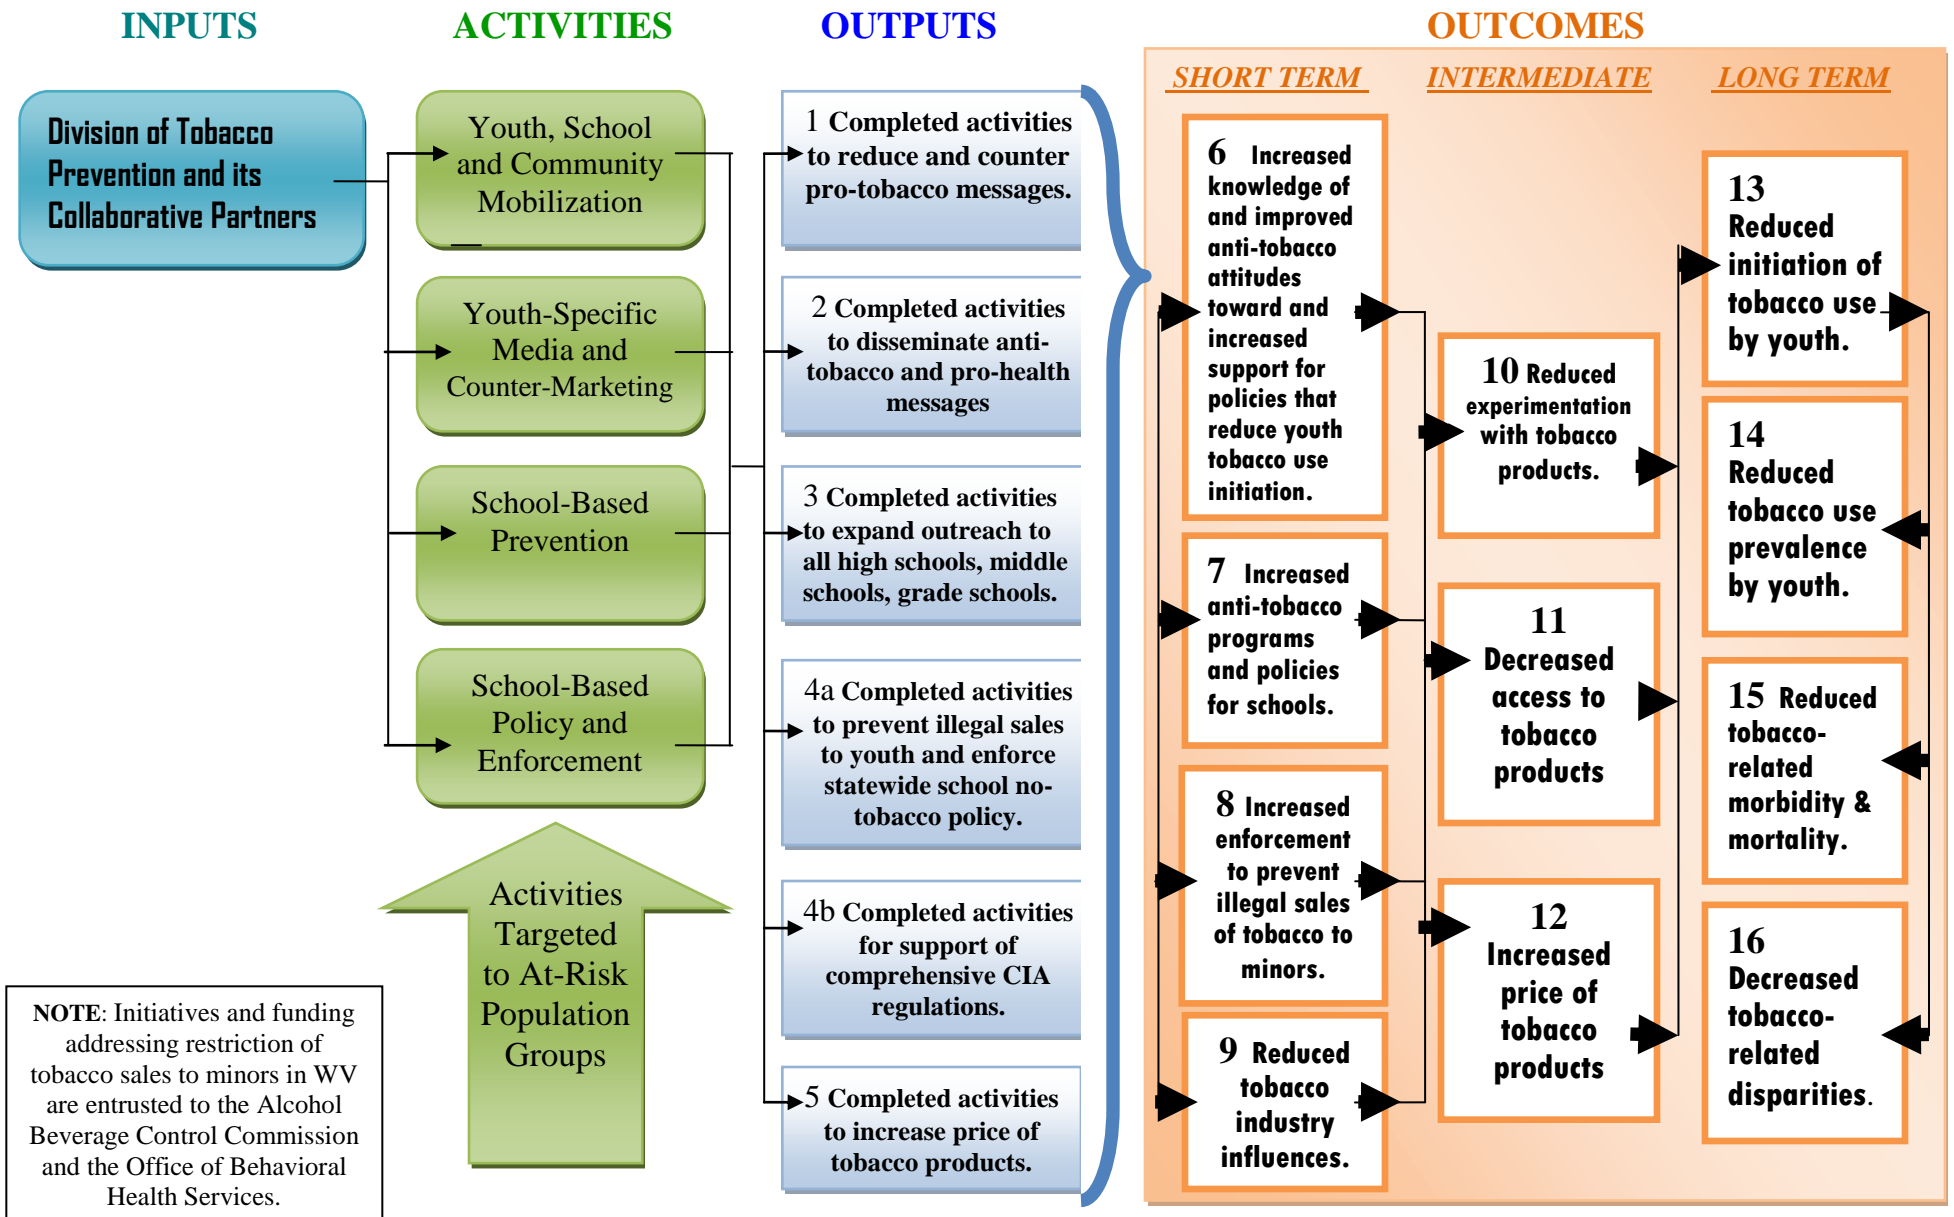 INPUTS
ACTIVITIES
OUTPUTS
OUTCOMES
SHORT TERM
INTERMEDIATE
LONG TERM
Division of Tobacco
Prevention and its
Collaborative Partners
Youth, School
and Community
Mobilization
Youth-Specific
Media and
Counter-Marketing
School-Based
Prevention
School-Based
Policy and
Enforcement
Activities
Targeted
to At-Risk
Population
Groups
NOTE: Initiatives and funding
addressing restriction of
tobacco sales to minors in WV
are entrusted to the Alcohol
Beverage Control Commission
and the Office of Behavioral
Health Services.
1 Completed activities
to reduce and counter
pro-tobacco messages.
2 Completed activities
to disseminate anti-
tobacco and pro-health
messages
3 Completed activities
to expand outreach to
all high schools, middle
schools, grade schools.
4a Completed activities
to prevent illegal sales
to youth and enforce
statewide school no-
tobacco policy.
4b Completed activities
for support of
comprehensive CIA
regulations.
5 Completed activities
to increase price of
tobacco products.
6 Increased
knowledge of
and improved
anti-tobacco
attitudes
toward and
increased
support for
policies that
reduce youth
tobacco use
initiation.
7 Increased
anti-tobacco
programs
and policies
for schools.
8 Increased
enforcement
to prevent
illegal sales
of tobacco to
minors.
9 Reduced
tobacco
industry
influences.
10 Reduced
experimentation
with tobacco
products.
11
Decreased
access to
tobacco
products
12
Increased
price of
tobacco
products
13
Reduced
initiation of
tobacco use
by youth.
14
Reduced
tobacco use
prevalence
by youth.
15 Reduced
tobacco-
related
morbidity &
mortality.
16
Decreased
tobacco-
related
disparities.